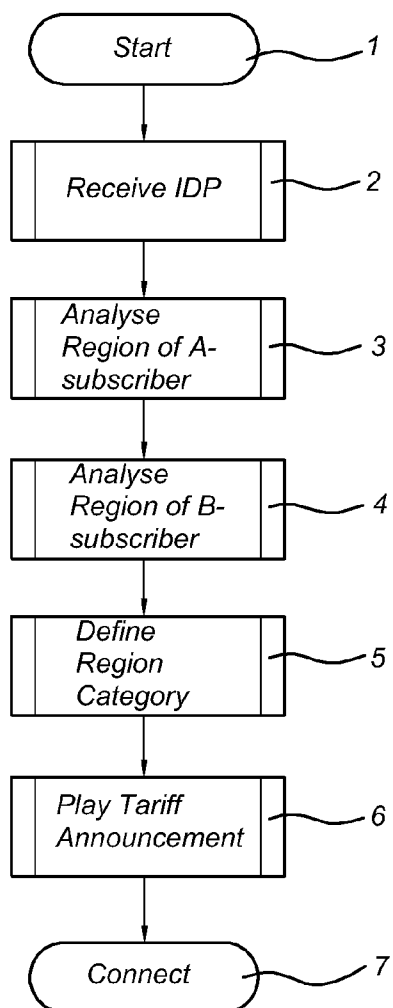 Start
1
Receive IDP
2
Analyse
Region of A-
subscriber
3
Analyse
Region of B-
subscriber
4
Define
Region
Category
5
Play Tariff
Announcement
6
Connect
7